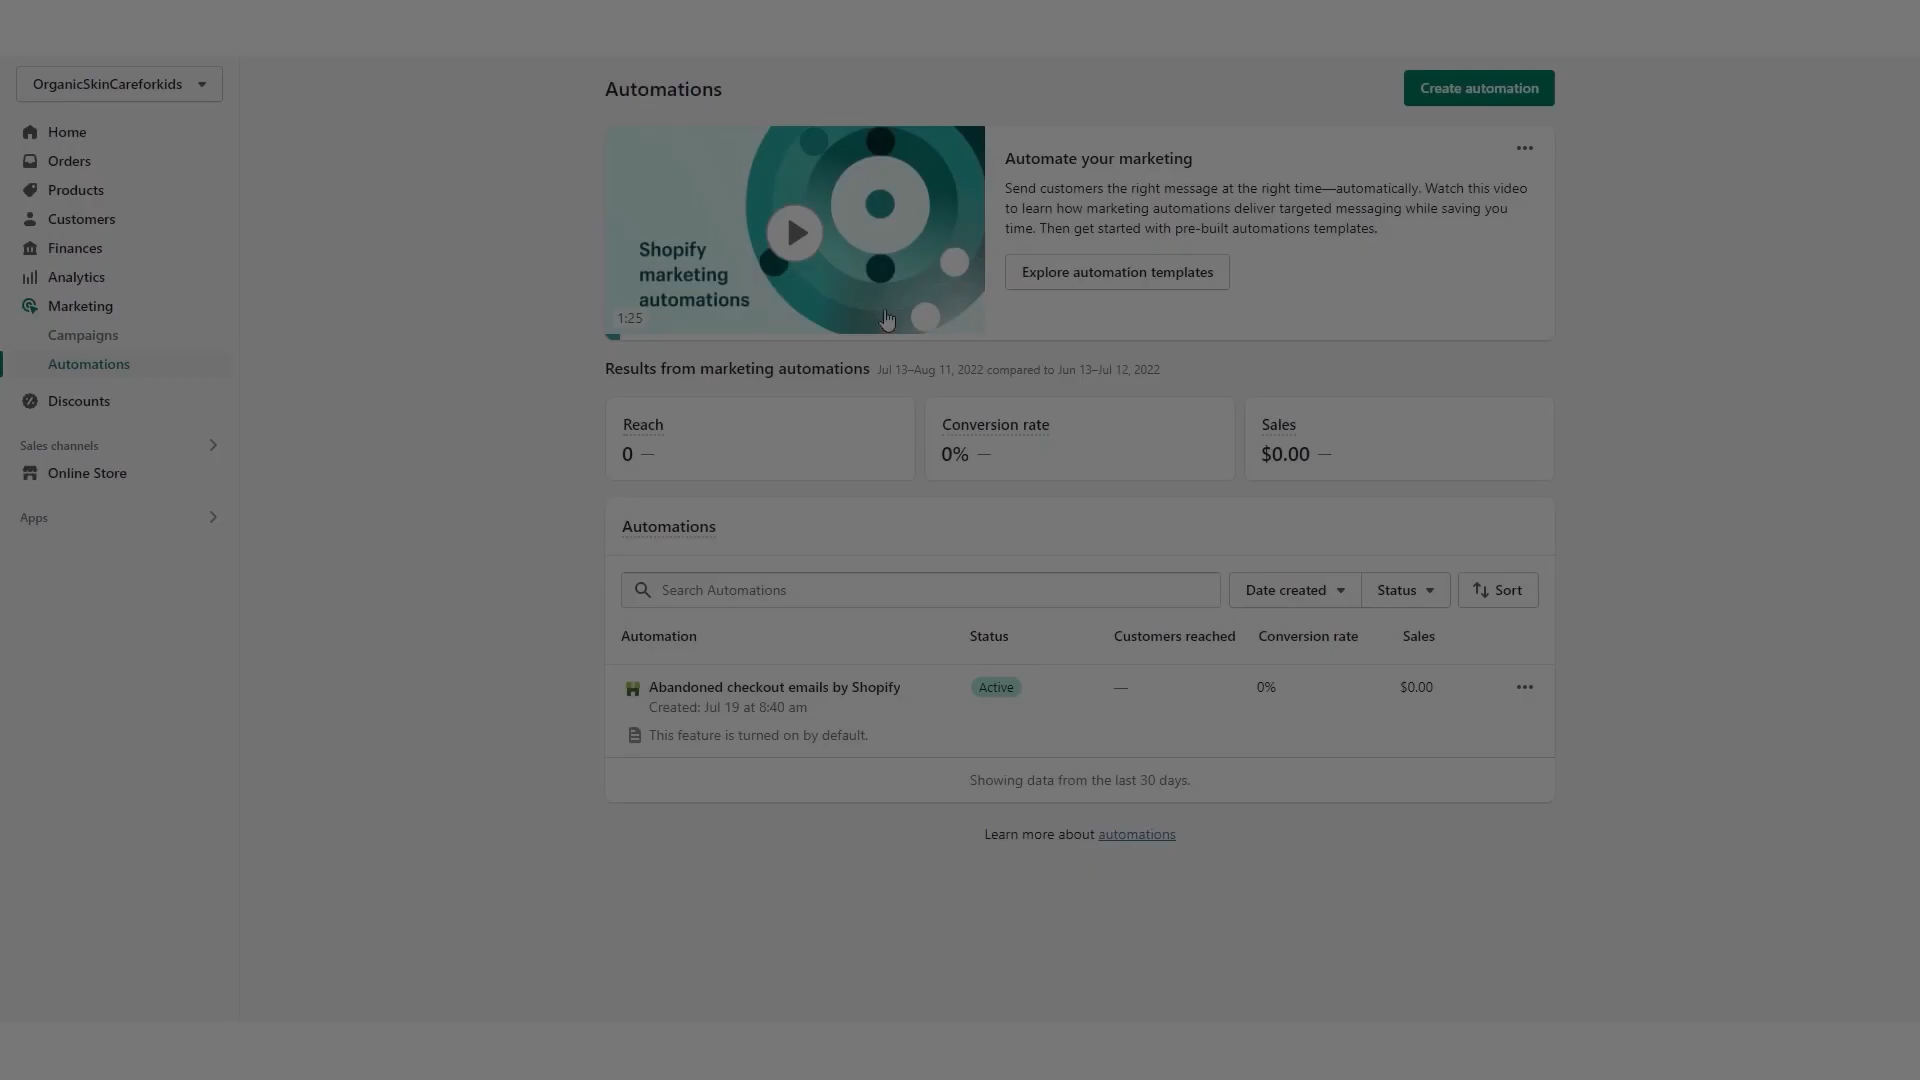 OrganicSkinCareforkids
Home
Orders
Products
Customers
Finances
Analytics
Marketing
Campaigns
Automations
Discounts
Sales channels
Online Store
Apps
Automations
Create automation
Shopify
marketing
automations
1:25
Automate your marketing
Send customers the right message at the right time—automatically. Watch this video
to learn how marketing automations deliver targeted messaging while saving you
time. Then get started with pre-built automations templates.
Explore automation templates
Results from marketing automations Jul 13–Aug 11, 2022 compared to Jun 13–Jul 12, 2022
Reach
0 —
Conversion rate
0% —
Sales
$0.00 —
Automations
Search Automations
Date created
Status
Sort
Automation Status Customers reached Conversion rate Sales
Abandoned checkout emails by Shopify Active — 0% $0.00
Created: Jul 19 at 8:40 am
This feature is turned on by default.
Showing data from the last 30 days.
Learn more about automations